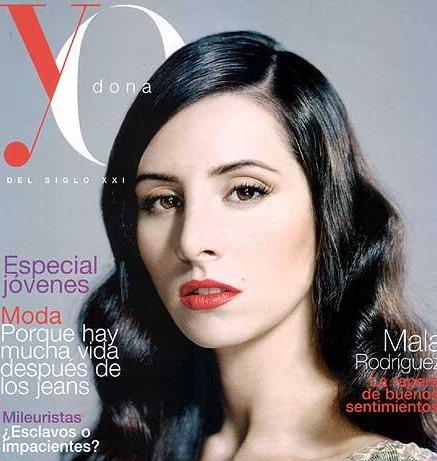 yo
dona
DEL SIGLO XXI
Especial
jóvenes
Moda
Porque hay
mucha vida
después de
los jeans
Mileuristas
¿Esclavos o
impacientes?
Mala
Rodríguez
La rapera
de buenos
sentimientos